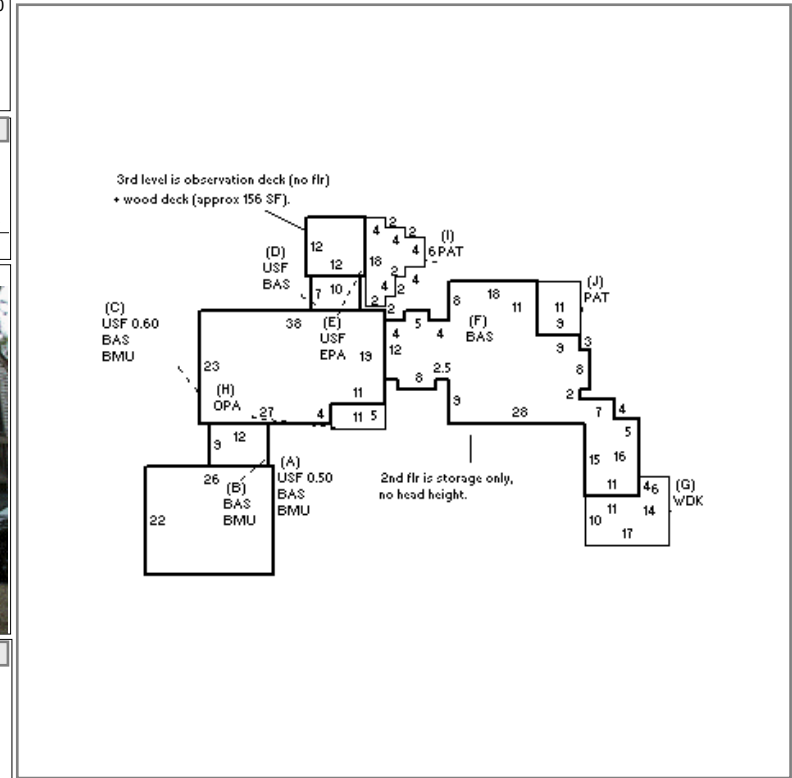 3rd level is observation deck (no flr)
+ wood deck (approx 156 SF).
2
4
2
4
(I)
6 PAT
12
12
18
4
2
4
4
2
2
2
(D)
USF
BAS
7
10
(J)
PAT
8
18
11
11
9
(C)
USF 0.60
BAS
BMU
38
(E)
USF
EPA
5
4
4
(F)
BAS
12
19
9
3
23
8
2.5
8
(H)
OPA
11
2
9
27
4
11
5
28
7
4
5
9
12
(A)
USF 0.50
BAS
BMU
2nd flr is storage only,
no head height.
15
16
26
(B)
BAS
BMU
11
4
6
(G)
WDK
22
10
11
14
17